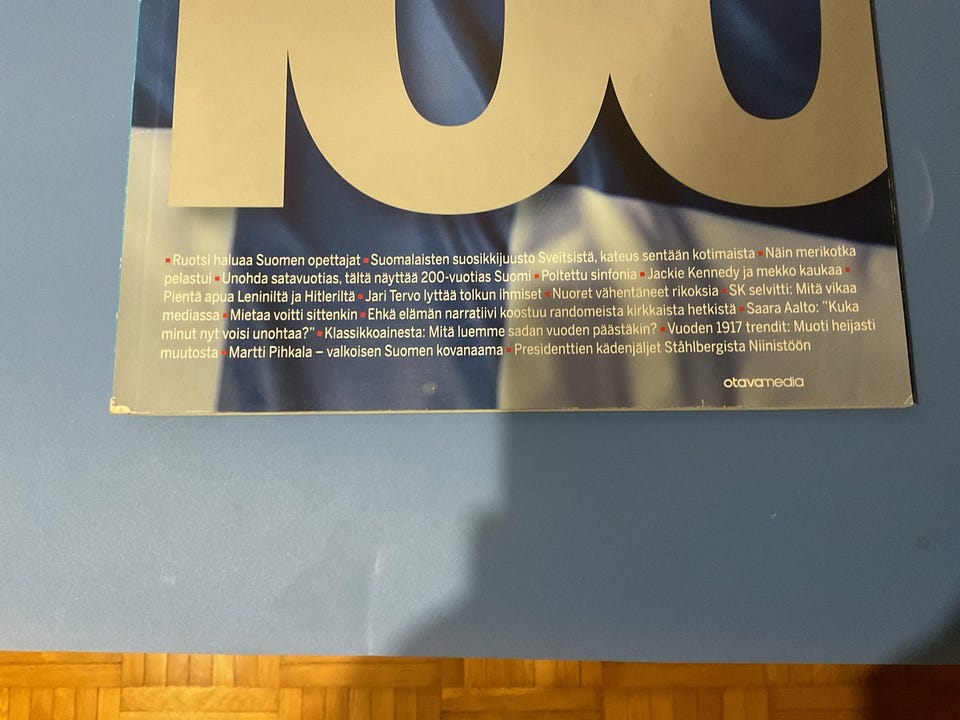 100
▪Ruotsi haluaa Suomen opettajat ▪Suomalaisten suosikkijuusto Sveitsistä, kateus sentään kotimaista ▪Näin merikotka
pelastui ▪Unohda satavuotias, tältä näyttää 200-vuotias Suomi ▪Poltettu sinfonia ▪Jackie Kennedy ja mekko kaukaa▪
Pientä apua Leniniltä ja Hitleriltä ▪Jari Tervo lyttää tolkun ihmiset ▪Nuoret vähentäneet rikoksia ▪SK selvitti: Mitä vikaa
mediassa ▪Mietaa voitti sittenkin ▪Ehkä elämän narratiivi koostuu randomeista kirkkaista hetkistä ▪Saara Aalto: "Kuka
minut nyt voisi unohtaa?" ▪Klassikkoainesta: Mitä luemme sadan vuoden päästäkin? ▪Vuoden 1917 trendit: Muoti heijasti
muutosta ▪Martti Pihkala – valkoisen Suomen kovanaama ▪Presidenttien kädenjäljet Ståhlbergista Niinistöön
otavamedia